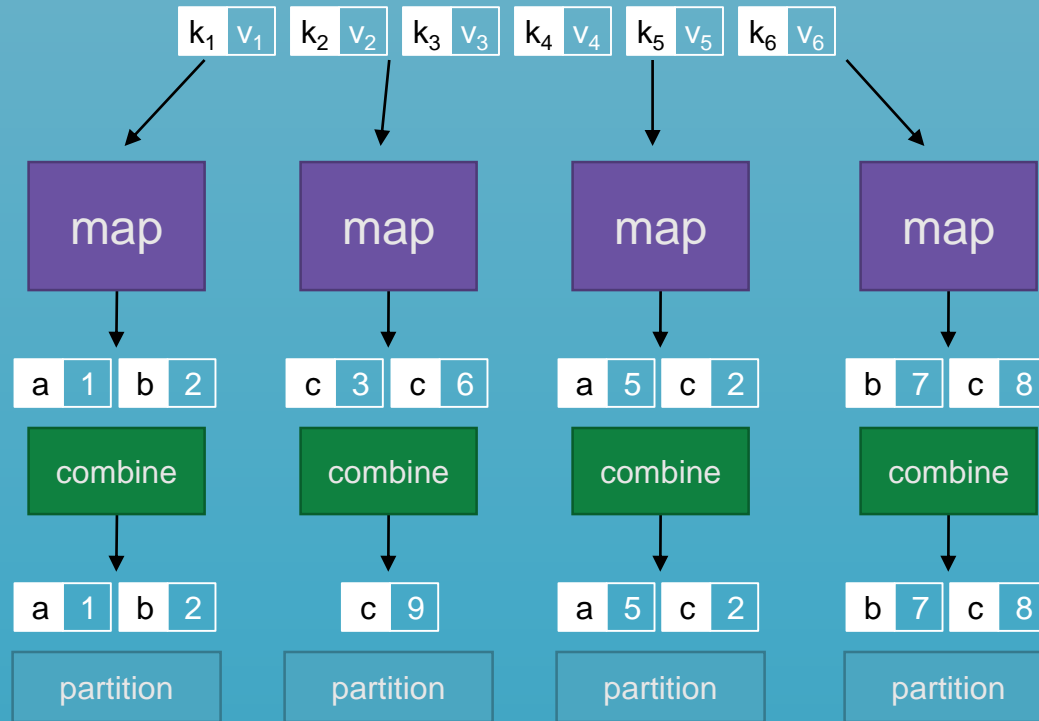 k₁ v₁ k₂ v₂ k₃ v₃ k₄ v₄ k₅ v₅ k₆ v₆
map map map map
a 1 b 2 c 3 c 6 a 5 c 2 b 7 c 8
combine combine combine combine
a 1 b 2 c 9 a 5 c 2 b 7 c 8
partition partition partition partition